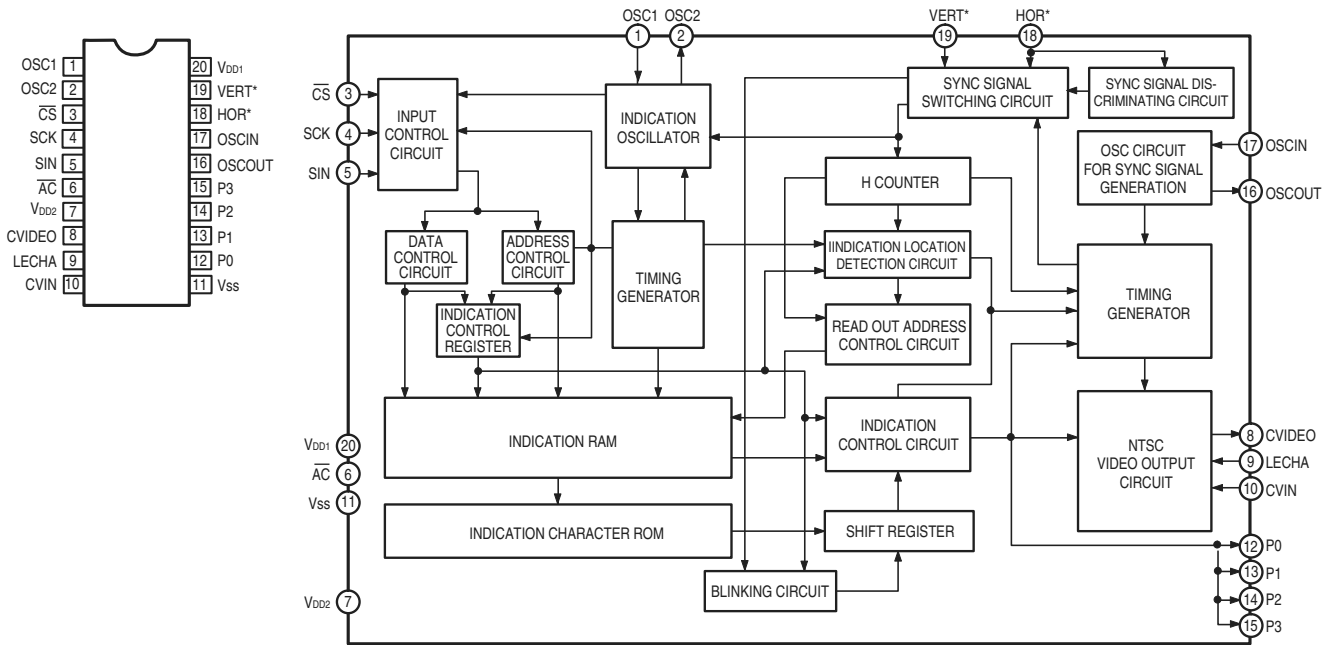 OSC1 1
OSC2 2
CS 3
SCK 4
SIN 5
AC 6
VDD2 7
CVIDEO 8
LECHA 9
CVIN 10
20 VDD1
19 VERT*
18 HOR*
17 OSCIN
16 OSCOUT
15 P3
14 P2
13 P1
12 P0
11 Vss
OSC1 OSC2
1 2
VERT* HOR*
19 18
CS 3
SCK 4
SIN 5
INPUT
CONTROL
CIRCUIT
INDICATION
OSCILLATOR
SYNC SIGNAL
SWITCHING CIRCUIT
SYNC SIGNAL DIS-
CRIMINATING CIRCUIT
OSC CIRCUIT
FOR SYNC SIGNAL
GENERATION
17 OSCIN
16 OSCOUT
H COUNTER
DATA
CONTROL
CIRCUIT
ADDRESS
CONTROL
CIRCUIT
TIMING
GENERATOR
IINDICATION LOCATION
DETECTION CIRCUIT
TIMING
GENERATOR
INDICATION
CONTROL
REGISTER
READ OUT ADDRESS
CONTROL CIRCUIT
INDICATION RAM
INDICATION
CONTROL CIRCUIT
NTSC
VIDEO OUTPUT
CIRCUIT
8 CVIDEO
9 LECHA
10 CVIN
VDD1 20
AC 6
Vss 11
INDICATION CHARACTER ROM
SHIFT REGISTER
BLINKING CIRCUIT
VDD2 7
12 P0
13 P1
14 P2
15 P3